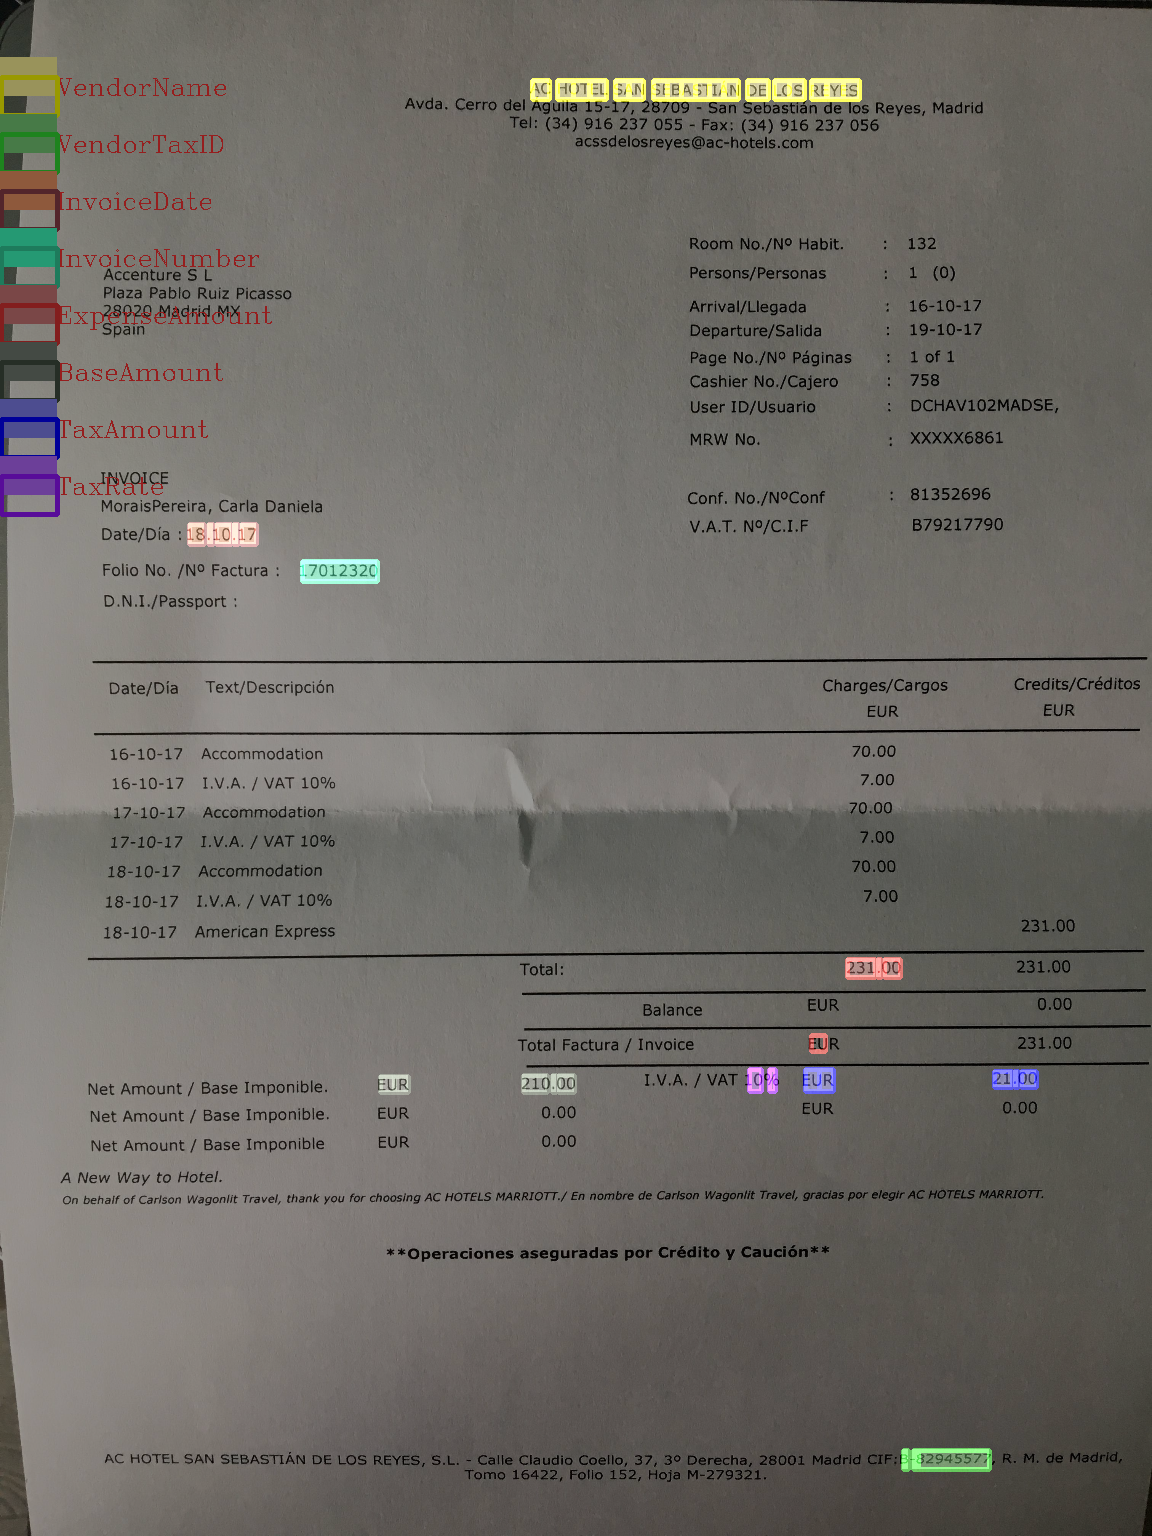 AC HOTEL SAN SEBASTIAN DE LOS REYES
Avda. Cerro del Aguila 15-17, 28709 - San Sebastián de los Reyes, Madrid
Tel: (34) 916 237 055 - Fax: (34) 916 237 056
acssdelosreyes@ac-hotels.com
VendorName
VendorTaxID
InvoiceDate
InvoiceNumber
ExpenseAmount
BaseAmount
TaxAmount
TaxRate
Accenture S L
Plaza Pablo Ruiz Picasso
28020 Madrid MX
Spain
Room No./Nº Habit. : 132
Persons/Personas : 1 (0)
Arrival/Llegada : 16-10-17
Departure/Salida : 19-10-17
Page No./Nº Páginas : 1 of 1
Cashier No./Cajero : 758
User ID/Usuario : DCHAV102MADSE,
MRW No. : XXXXX6861
Conf. No./NºConf : 81352696
V.A.T. Nº/C.I.F B79217790
INVOICE
MoraisPereira, Carla Daniela
Date/Día : 18.10.17
Folio No. /Nº Factura : 17012320
D.N.I./Passport :
Date/Día Text/Descripción Charges/Cargos Credits/Créditos
EUR EUR
16-10-17 Accommodation 70.00
16-10-17 I.V.A. / VAT 10% 7.00
17-10-17 Accommodation 70.00
17-10-17 I.V.A. / VAT 10% 7.00
18-10-17 Accommodation 70.00
18-10-17 I.V.A. / VAT 10% 7.00
18-10-17 American Express 231.00
Total: 231.00 231.00
Balance EUR 0.00
Total Factura / Invoice EUR 231.00
Net Amount / Base Imponible. EUR 210.00 I.V.A. / VAT 10% EUR 21.00
Net Amount / Base Imponible. EUR 0.00 EUR 0.00
Net Amount / Base Imponible EUR 0.00
A New Way to Hotel.
On behalf of Carlson Wagonlit Travel, thank you for choosing AC HOTELS MARRIOTT./ En nombre de Carlson Wagonlit Travel, gracias por elegir AC HOTELS MARRIOTT.
**Operaciones aseguradas por Crédito y Caución**
AC HOTEL SAN SEBASTIÁN DE LOS REYES, S.L. - Calle Claudio Coello, 37, 3º Derecha, 28001 Madrid CIF:B-82945577, R. M. de Madrid,
Tomo 16422, Folio 152, Hoja M-279321.